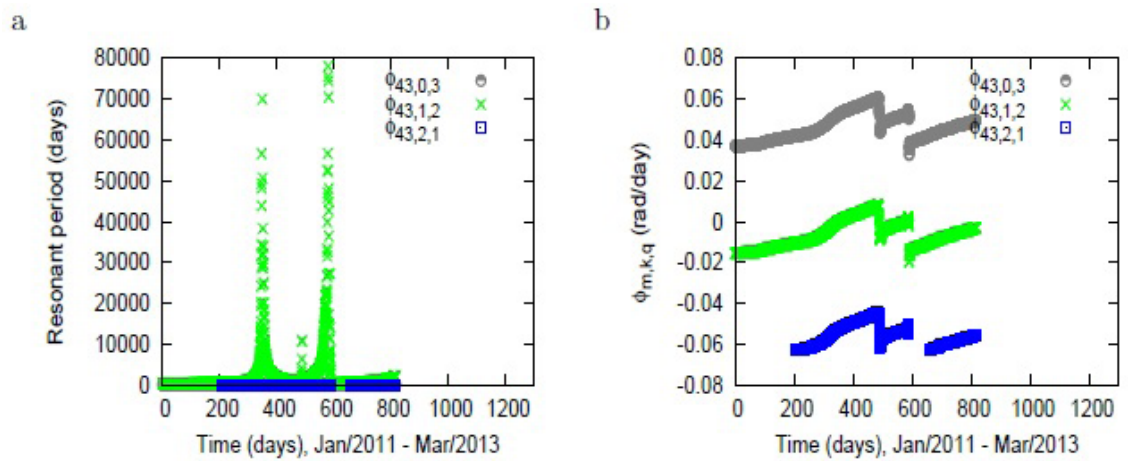 a
b
80000
70000
60000
50000
40000
30000
20000
10000
0
Resonant period (days)
ϕ43,0,3
ϕ43,1,2
ϕ43,2,1
0 200 400 600 800 1000 1200
Time (days), Jan/2011 - Mar/2013
0.08
0.06
0.04
0.02
0
-0.02
-0.04
-0.06
-0.08
ϕm,k,q (rad/day)
ϕ43,0,3
ϕ43,1,2
ϕ43,2,1
0 200 400 600 800 1000 1200
Time (days), Jan/2011 - Mar/2013